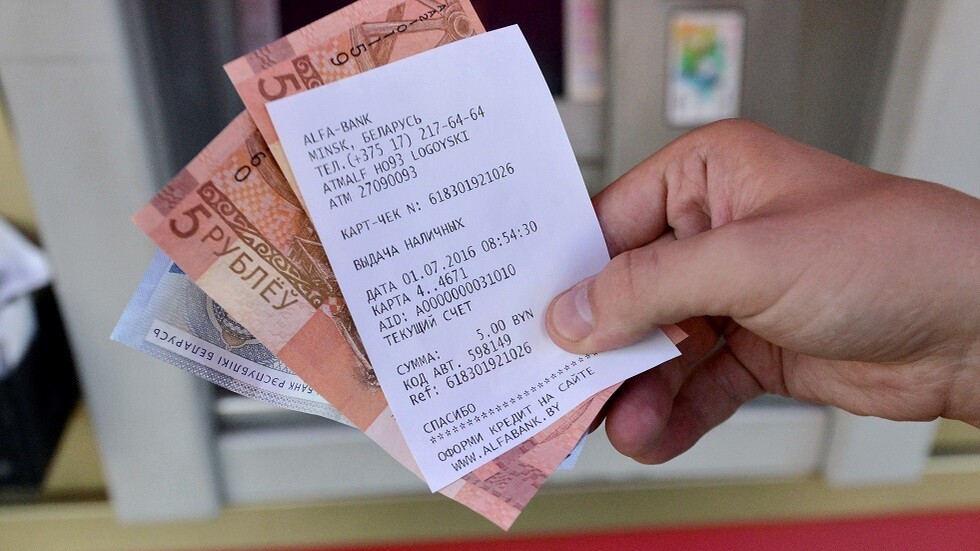 ALFA-BANK
MINSK, БЕЛАРУСЬ
ТЕЛ.(+375 17) 217-64-64
ATMALF H093 LOGOYSKI
ATM 27090093
КАРТ-ЧЕК N: 618301921026
ВЫДАЧА НАЛИЧНЫХ
ДАТА 01.07.2016 08:54:30
КАРТА 4..4671
AID: A0000000031010
ТЕКУЩИЙ СЧЕТ
СУММА: 5.00 BYN
КОД АВТ. 598149
Ref: 618301921026
СПАСИБО
************************
ОФОРМИ КРЕДИТ НА САЙТЕ
WWW.ALFABANK.BY
5
9159
5 РУБЛЁЎ
60
БАНК РЭСПУБЛІКІ БЕЛАРУСЬ